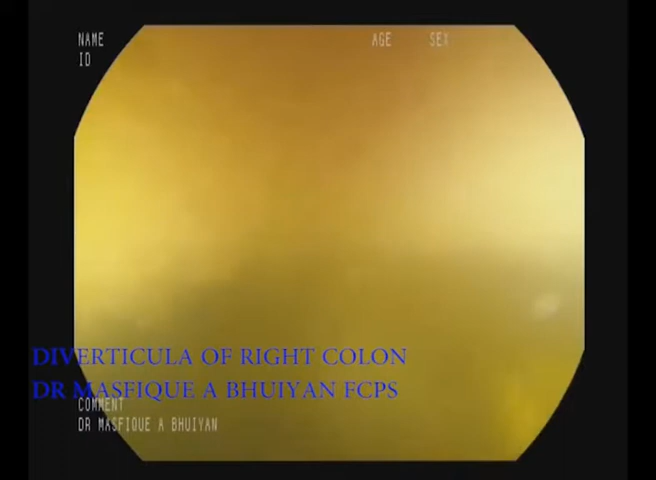 NAME AGE SEX
ID
DIVERTICULA OF RIGHT COLON
DR MASFIQUE A BHUIYAN FCPS
COMMENT
DR MASFIQUE A BHUIYAN